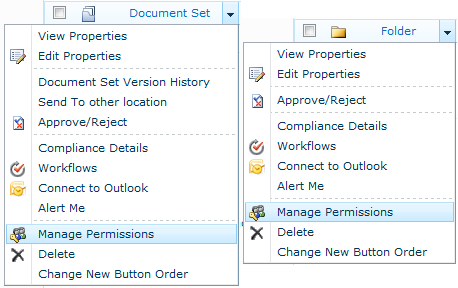 Document Set
View Properties
Edit Properties
Document Set Version History
Send To other location
Approve/Reject
Compliance Details
Workflows
Connect to Outlook
Alert Me
Manage Permissions
Delete
Change New Button Order
Folder
View Properties
Edit Properties
Approve/Reject
Compliance Details
Workflows
Connect to Outlook
Alert Me
Manage Permissions
Delete
Change New Button Order